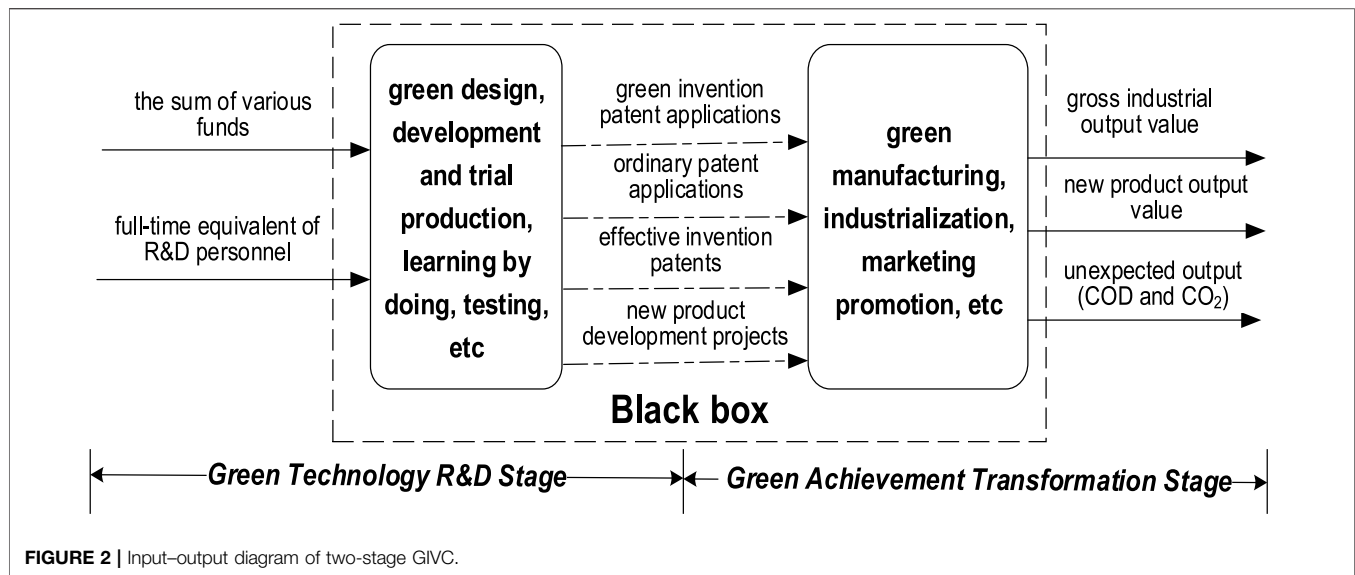 the sum of various
funds
full-time equivalent of
R&D personnel
green design,
development
and trial
production,
learning by
doing, testing,
etc
green invention
patent applications
ordinary patent
applications
effective invention
patents
new product
development projects
green
manufacturing,
industrialization,
marketing
promotion, etc
gross industrial
output value
new product output
value
unexpected output
(COD and CO₂)
Black box
Green Technology R&D Stage
Green Achievement Transformation Stage
FIGURE 2 | Input–output diagram of two-stage GIVC.